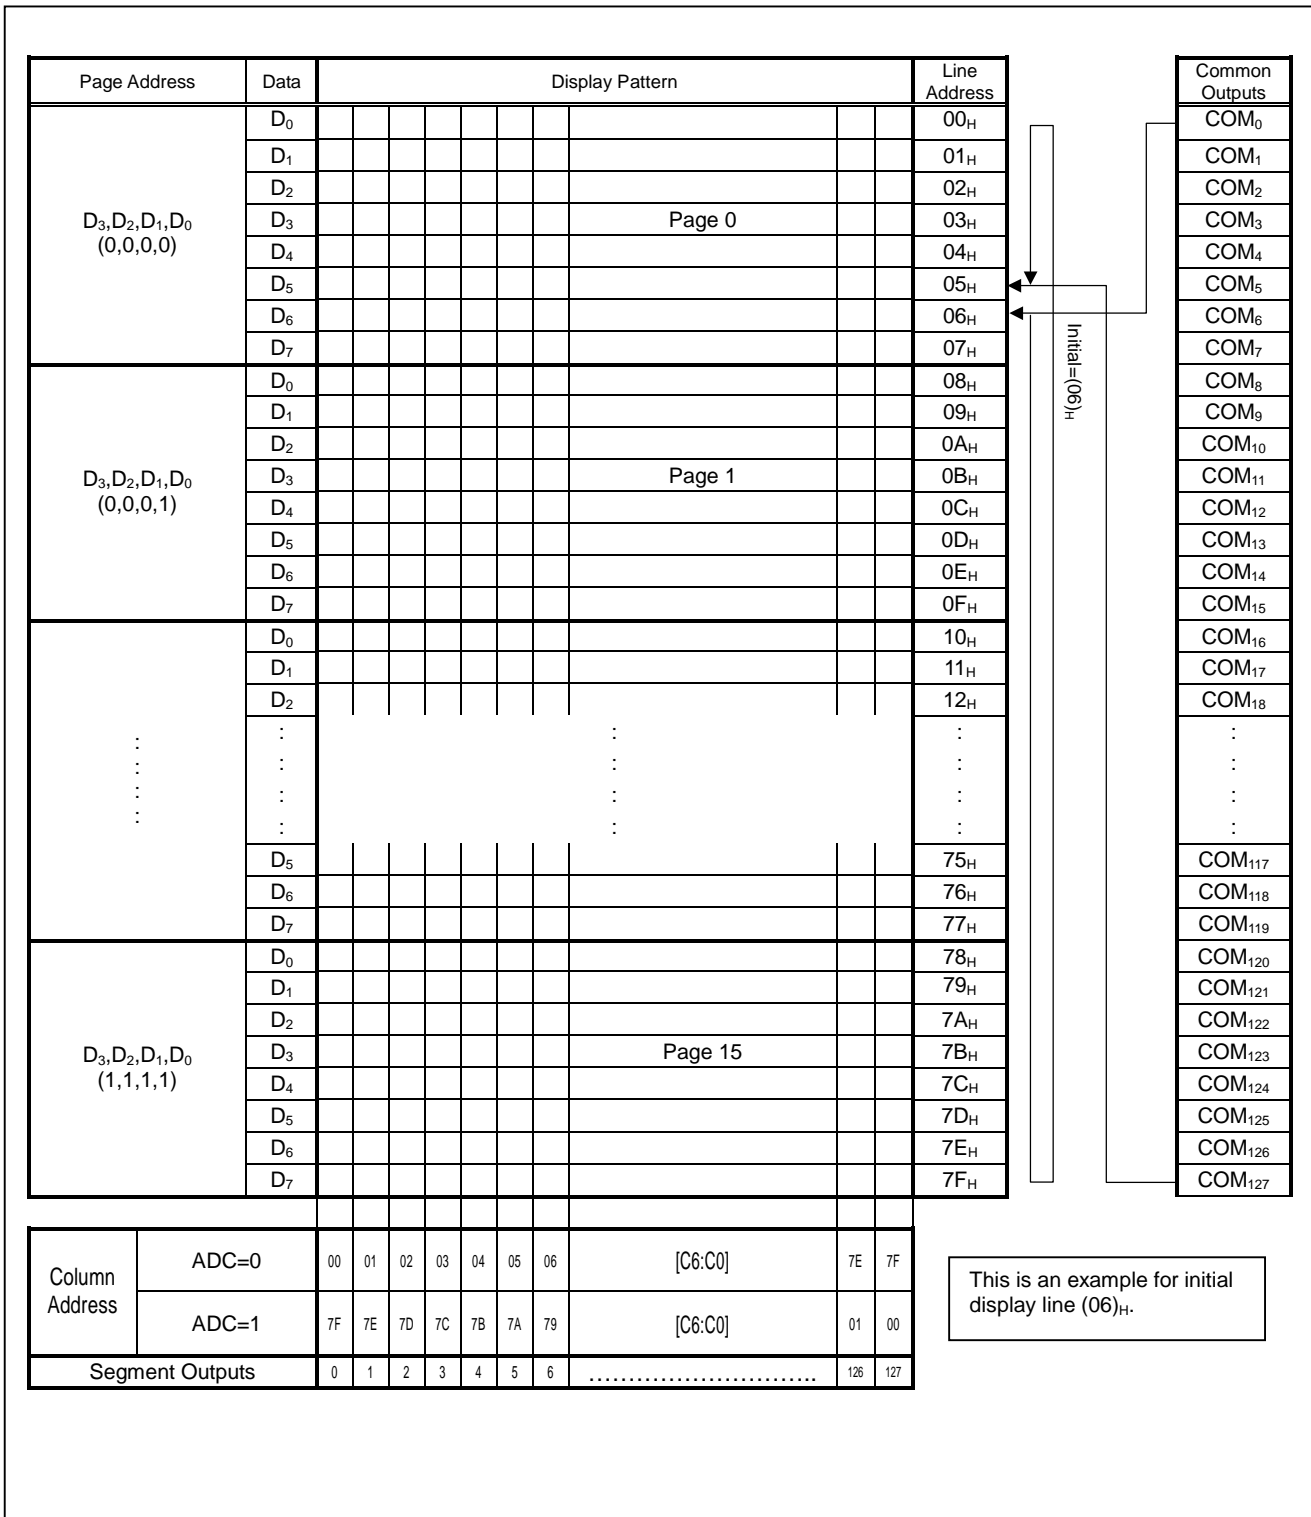 Page Address Data Display Pattern Line Address Common Outputs
D0 00H COM0
D1 01H COM1
D2 02H COM2
D3,D2,D1,D0 D3 Page 0 03H COM3
(0,0,0,0) D4 04H COM4
D5 05H COM5
D6 06H COM6
D7 07H COM7
Initial=(06)H
D0 08H COM8
D1 09H COM9
D2 0AH COM10
D3,D2,D1,D0 D3 Page 1 0BH COM11
(0,0,0,1) D4 0CH COM12
D5 0DH COM13
D6 0EH COM14
D7 0FH COM15
D0 10H COM16
D1 11H COM17
D2 12H COM18
: : : : :
: : : : :
: : : : :
: : : : :
D5 75H COM117
D6 76H COM118
D7 77H COM119
D0 78H COM120
D1 79H COM121
D2 7AH COM122
D3,D2,D1,D0 D3 Page 15 7BH COM123
(1,1,1,1) D4 7CH COM124
D5 7DH COM125
D6 7EH COM126
D7 7FH COM127
Column Address
ADC=0 00 01 02 03 04 05 06 [C6:C0] 7E 7F
ADC=1 7F 7E 7D 7C 7B 7A 79 [C6:C0] 01 00
Segment Outputs 0 1 2 3 4 5 6 ………………………….. 126 127
This is an example for initial
display line (06)H.